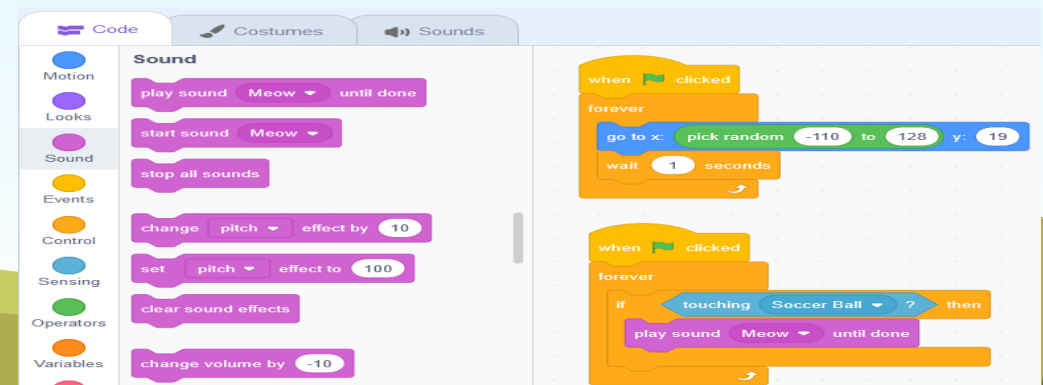 Code
Costumes
Sounds
Motion
Looks
Sound
Events
Control
Sensing
Operators
Variables
Sound
play sound Meow until done
start sound Meow
stop all sounds
change pitch effect by 10
set pitch effect to 100
clear sound effects
change volume by -10
when clicked
forever
go to x: pick random -110 to 128 y: 19
wait 1 seconds
when clicked
forever
if touching Soccer Ball ? then
play sound Meow until done